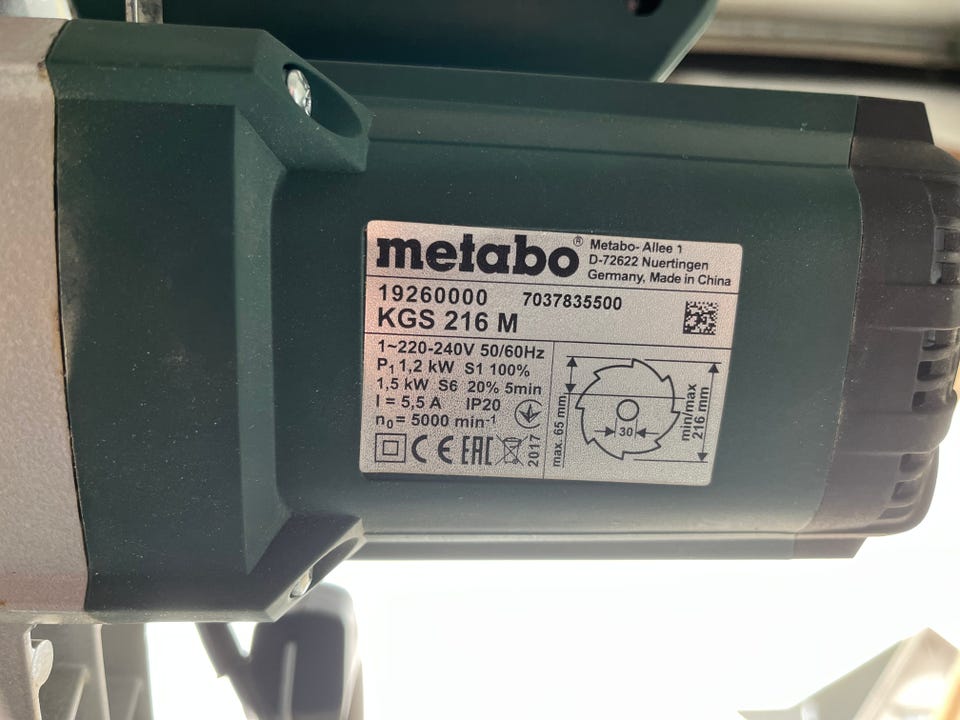 metabo®
Metabo- Allee 1
D-72622 Nuertingen
Germany, Made in China
19260000 7037835500
KGS 216 M
1~220-240V 50/60Hz
P1 1,2 kW S1 100%
1,5 kW S6 20% 5min
I = 5,5 A IP20
n0= 5000 min-1
CE EAC 2017
max. 65 mm
30
min/max
216 mm